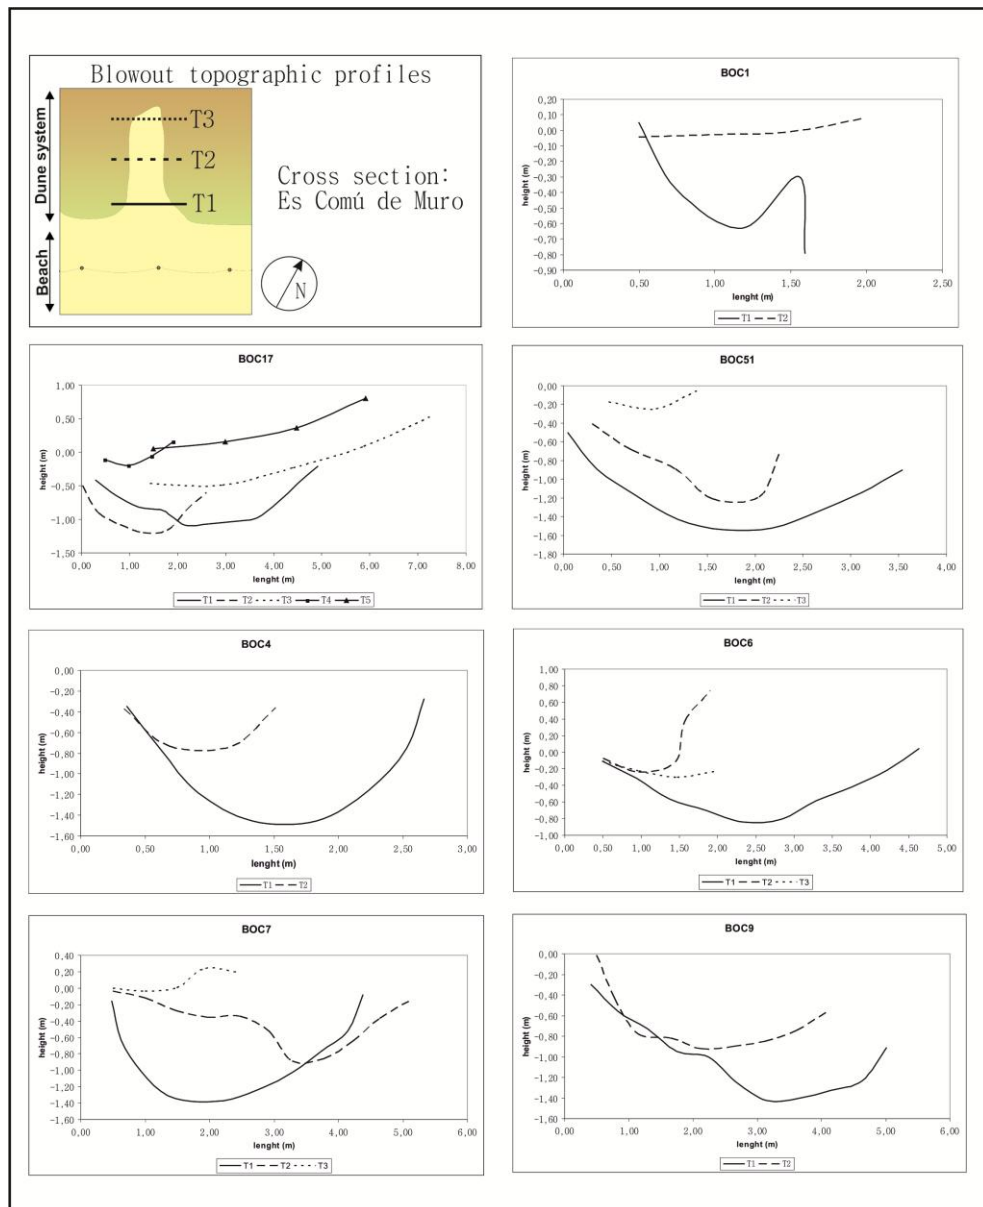 Blowout topographic profiles
Dune system
Beach
T3
T2
T1
Cross section:
Es Comú de Muro
N
BOC1
height (m)
0,20
0,10
0,00
-0,10
-0,20
-0,30
-0,40
-0,50
-0,60
-0,70
-0,80
-0,90
0,00 0,50 1,00 1,50 2,00 2,50
lenght (m)
T1 T2
BOC17
height (m)
1,00
0,50
0,00
-0,50
-1,00
-1,50
0,00 1,00 2,00 3,00 4,00 5,00 6,00 7,00 8,00
lenght (m)
T1 T2 T3 T4 T5
BOC51
height (m)
0,00
-0,20
-0,40
-0,60
-0,80
-1,00
-1,20
-1,40
-1,60
-1,80
0,00 0,50 1,00 1,50 2,00 2,50 3,00 3,50 4,00
lenght (m)
T1 T2 T3
BOC4
height (m)
0,00
-0,20
-0,40
-0,60
-0,80
-1,00
-1,20
-1,40
-1,60
0,00 0,50 1,00 1,50 2,00 2,50 3,00
lenght (m)
T1 T2
BOC6
height (m)
1,00
0,80
0,60
0,40
0,20
0,00
-0,20
-0,40
-0,60
-0,80
-1,00
0,00 0,50 1,00 1,50 2,00 2,50 3,00 3,50 4,00 4,50 5,00
lenght (m)
T1 T2 T3
BOC7
height (m)
0,40
0,20
0,00
-0,20
-0,40
-0,60
-0,80
-1,00
-1,20
-1,40
-1,60
0,00 1,00 2,00 3,00 4,00 5,00 6,00
lenght (m)
T1 T2 T3
BOC9
height (m)
0,00
-0,20
-0,40
-0,60
-0,80
-1,00
-1,20
-1,40
-1,60
0,00 1,00 2,00 3,00 4,00 5,00 6,00
lenght (m)
T1 T2